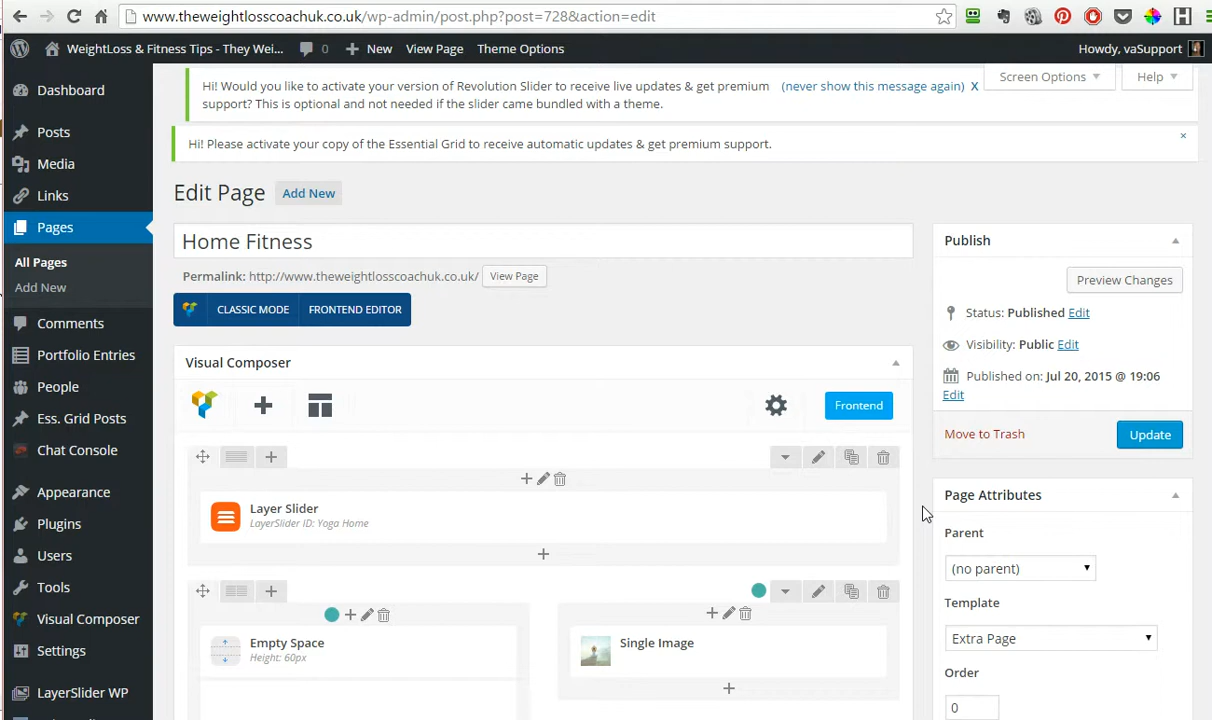 www.theweightlosscoachuk.co.uk/wp-admin/post.php?post=728&action=edit
WeightLoss & Fitness Tips - They Wei...
0
New
View Page
Theme Options
Howdy, vaSupport
Dashboard
Posts
Media
Links
Pages
All Pages
Add New
Comments
Portfolio Entries
People
Ess. Grid Posts
Chat Console
Appearance
Plugins
Users
Tools
Visual Composer
Settings
LayerSlider WP
Screen Options
Help
Hi! Would you like to activate your version of Revolution Slider to receive live updates & get premium
support? This is optional and not needed if the slider came bundled with a theme.
(never show this message again) X
Hi! Please activate your copy of the Essential Grid to receive automatic updates & get premium support.
Edit Page
Add New
Home Fitness
Permalink: http://www.theweightlosscoachuk.co.uk/
View Page
CLASSIC MODE
FRONTEND EDITOR
Visual Composer
Frontend
Layer Slider
LayerSlider ID: Yoga Home
Empty Space
Height: 60px
Single Image
Publish
Preview Changes
Status: Published Edit
Visibility: Public Edit
Published on: Jul 20, 2015 @ 19:06
Edit
Move to Trash
Update
Page Attributes
Parent
(no parent)
Template
Extra Page
Order
0